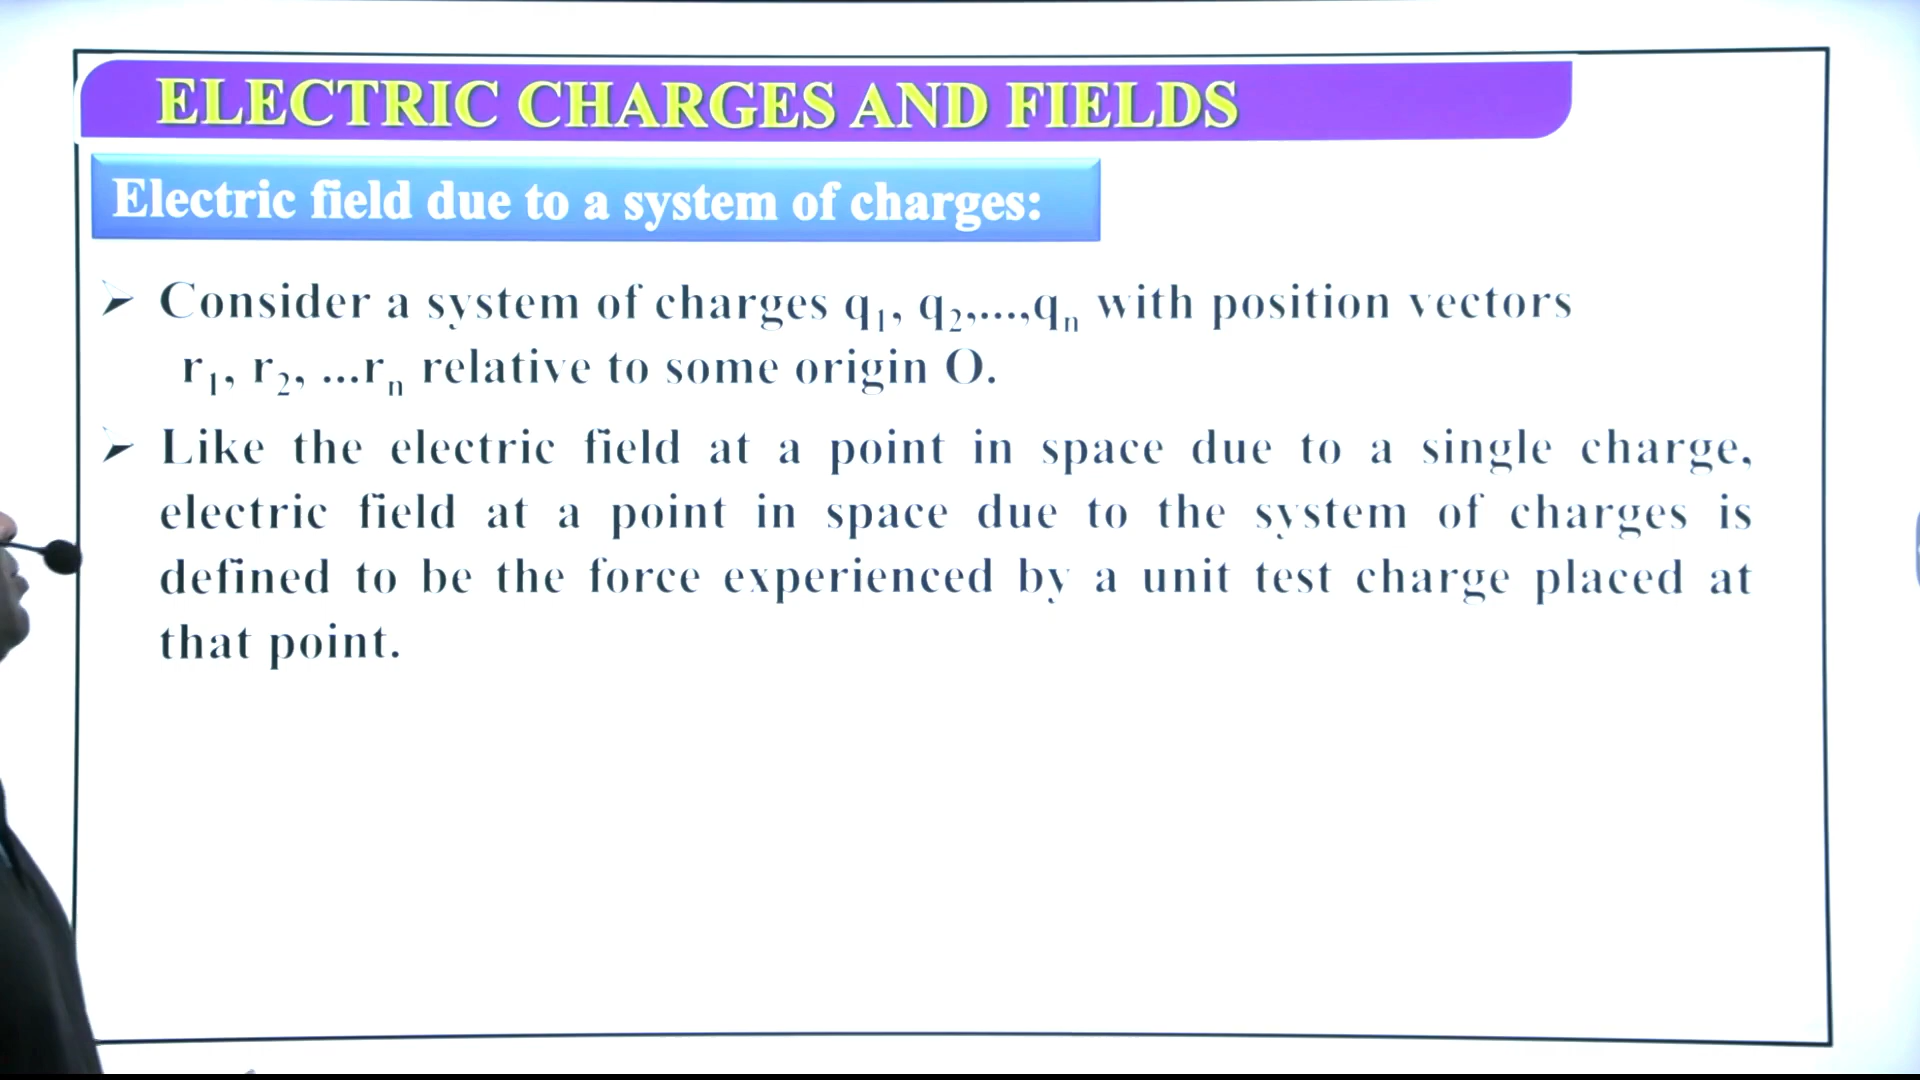 ELECTRIC CHARGES AND FIELDS
Electric field due to a system of charges:
➢ Consider a system of charges q₁, q₂,...,qₙ with position vectors
r₁, r₂, ...rₙ relative to some origin O.
➢ Like the electric field at a point in space due to a single charge,
electric field at a point in space due to the system of charges is
defined to be the force experienced by a unit test charge placed at
that point.